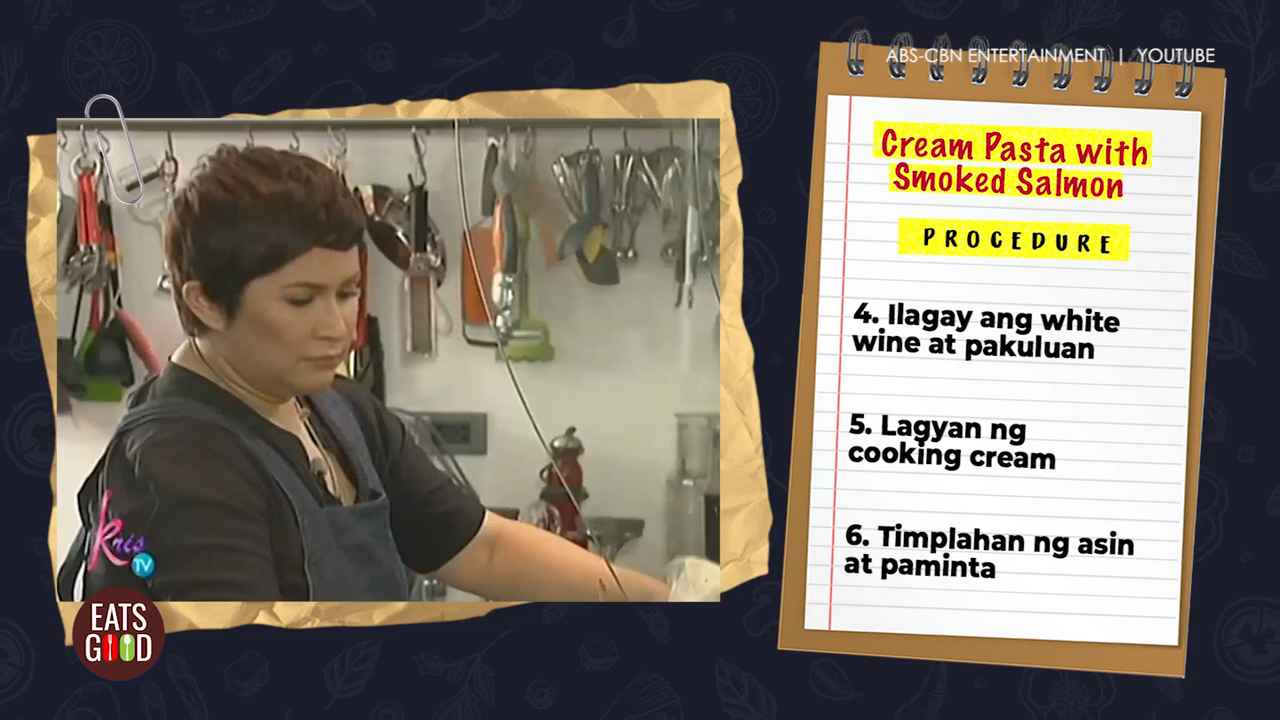 ABS-CBN ENTERTAINMENT | YOUTUBE
Cream Pasta with
Smoked Salmon
PROCEDURE
4. Ilagay ang white
wine at pakuluan
5. Lagyan ng
cooking cream
6. Timplahan ng asin
at paminta
Kris
TV
EATS
GOOD